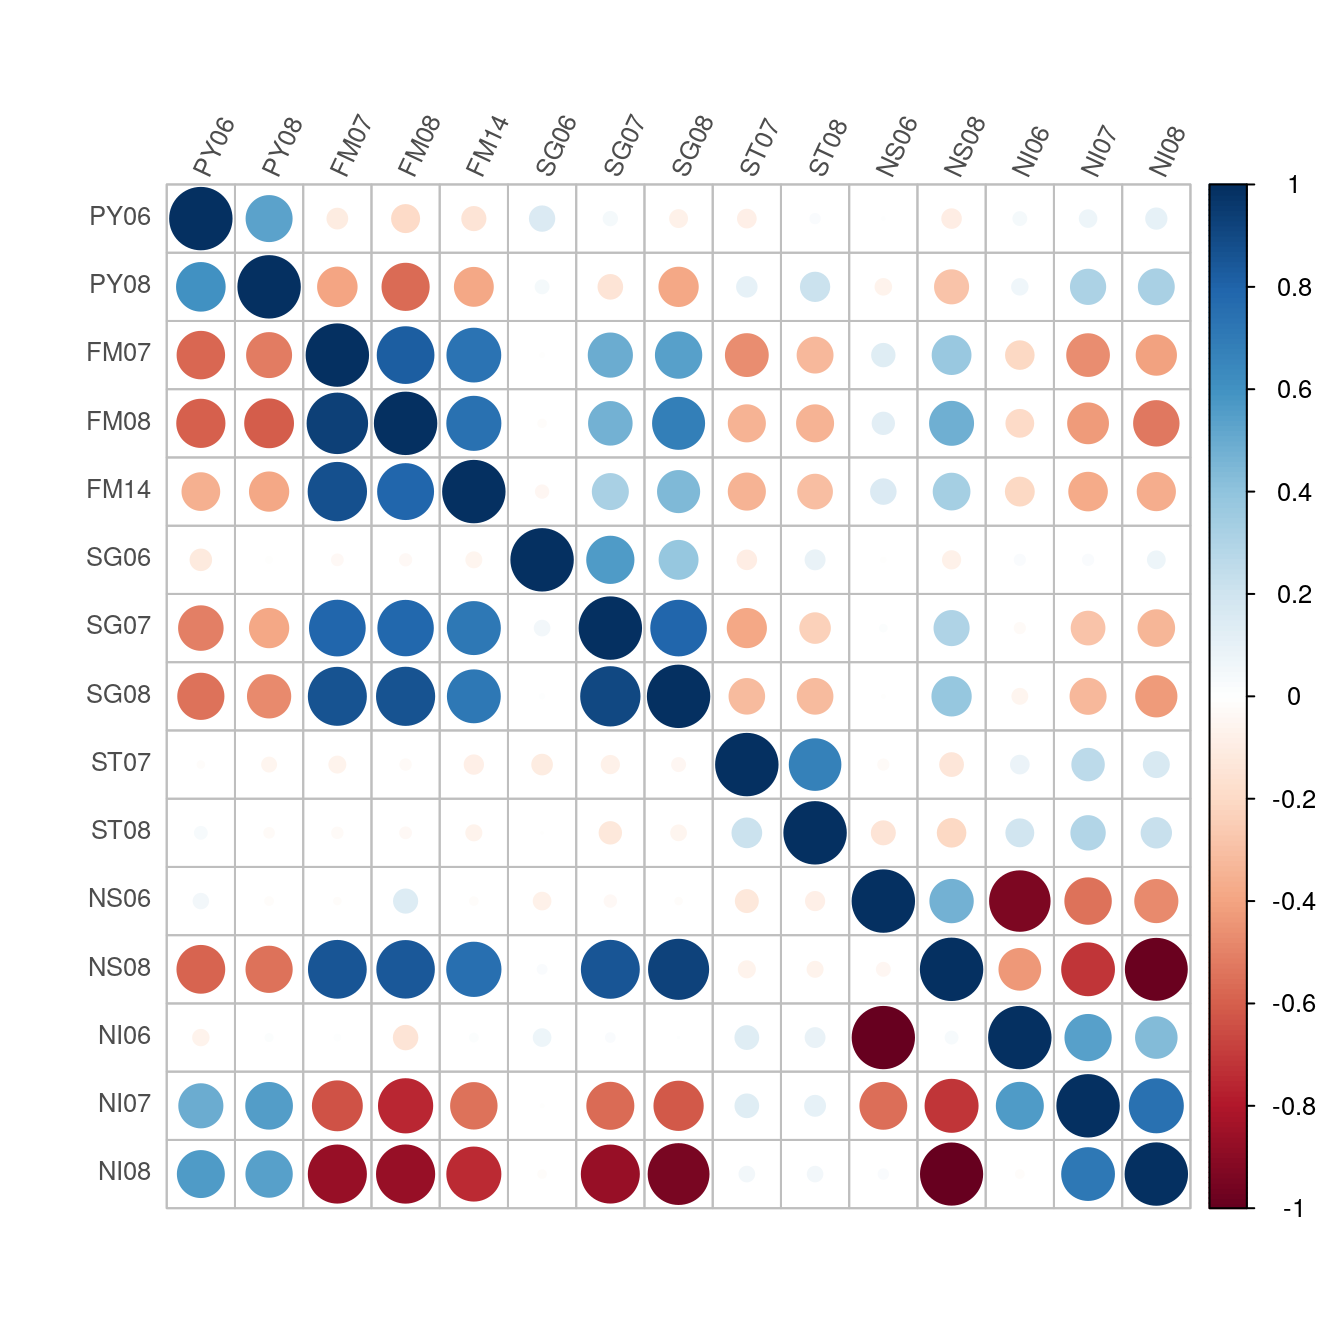 PY06 PY08 FM07 FM08 FM14 SG06 SG07 SG08 ST07 ST08 NS06 NS08 NI06 NI07 NI08
PY06
PY08
FM07
FM08
FM14
SG06
SG07
SG08
ST07
ST08
NS06
NS08
NI06
NI07
NI08
1
0.8
0.6
0.4
0.2
0
-0.2
-0.4
-0.6
-0.8
-1